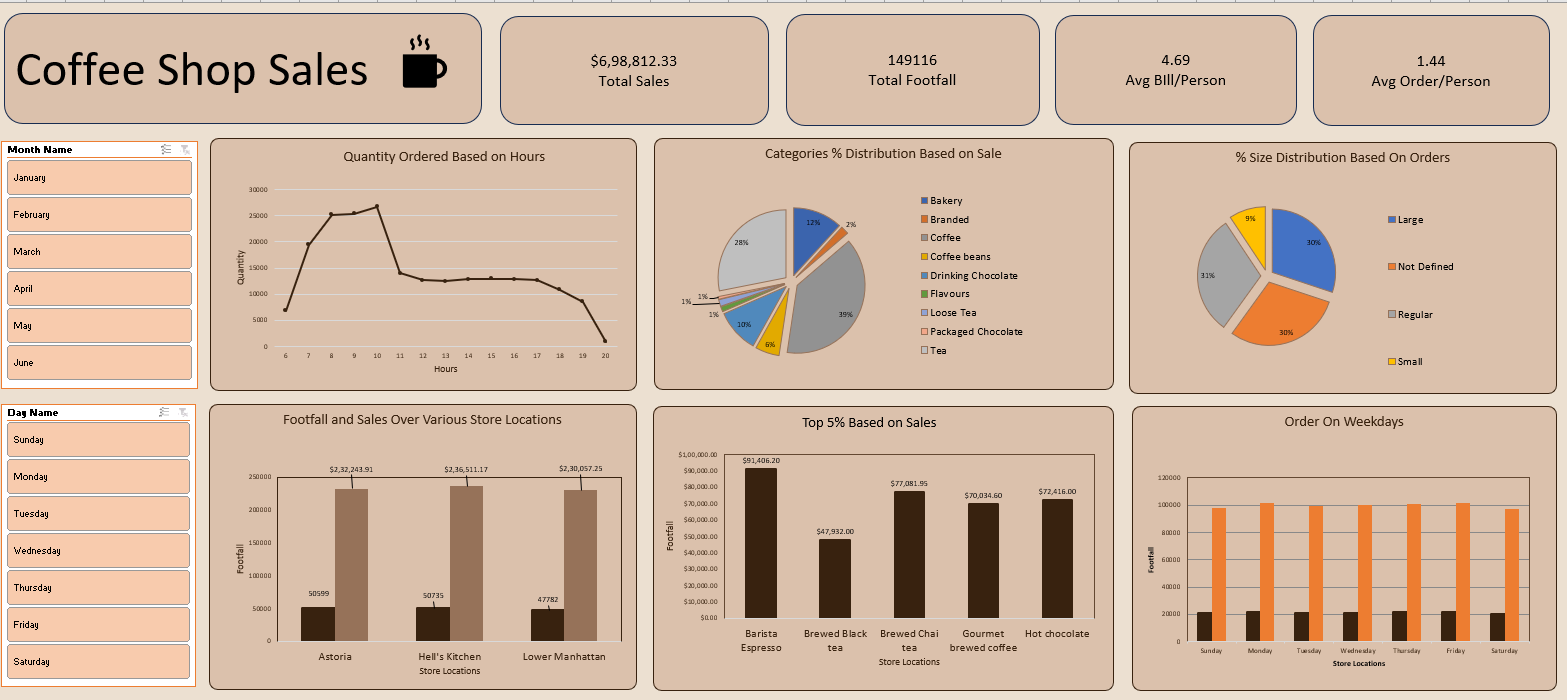 Coffee Shop Sales
$6,98,812.33
Total Sales
149116
Total Footfall
4.69
Avg BIll/Person
1.44
Avg Order/Person
Month Name
January
February
March
April
May
June
Quantity Ordered Based on Hours
30000
25000
20000
15000
10000
5000
0
Quantity
6 7 8 9 10 11 12 13 14 15 16 17 18 19 20
Hours
Categories % Distribution Based on Sale
12%
2%
39%
6%
10%
1%
1%
1%
28%
Bakery
Branded
Coffee
Coffee beans
Drinking Chocolate
Flavours
Loose Tea
Packaged Chocolate
Tea
% Size Distribution Based On Orders
30%
30%
31%
9%
Large
Not Defined
Regular
Small
Day Name
Sunday
Monday
Tuesday
Wednesday
Thursday
Friday
Saturday
Footfall and Sales Over Various Store Locations
250000
200000
150000
100000
50000
0
Footfall
$2,32,243.91
$2,36,511.17
$2,30,057.25
50599
50735
47782
Astoria
Hell's Kitchen
Lower Manhattan
Store Locations
Top 5% Based on Sales
$1,00,000.00
$90,000.00
$80,000.00
$70,000.00
$60,000.00
$50,000.00
$40,000.00
$30,000.00
$20,000.00
$10,000.00
$0.00
Footfall
$91,406.20
$47,932.00
$77,081.95
$70,034.60
$72,416.00
Barista
Espresso
Brewed Black
tea
Brewed Chai
tea
Gourmet
brewed coffee
Hot chocolate
Store Locations
Order On Weekdays
120000
100000
80000
60000
40000
20000
0
Footfall
Sunday Monday Tuesday Wednesday Thursday Friday Saturday
Store Locations